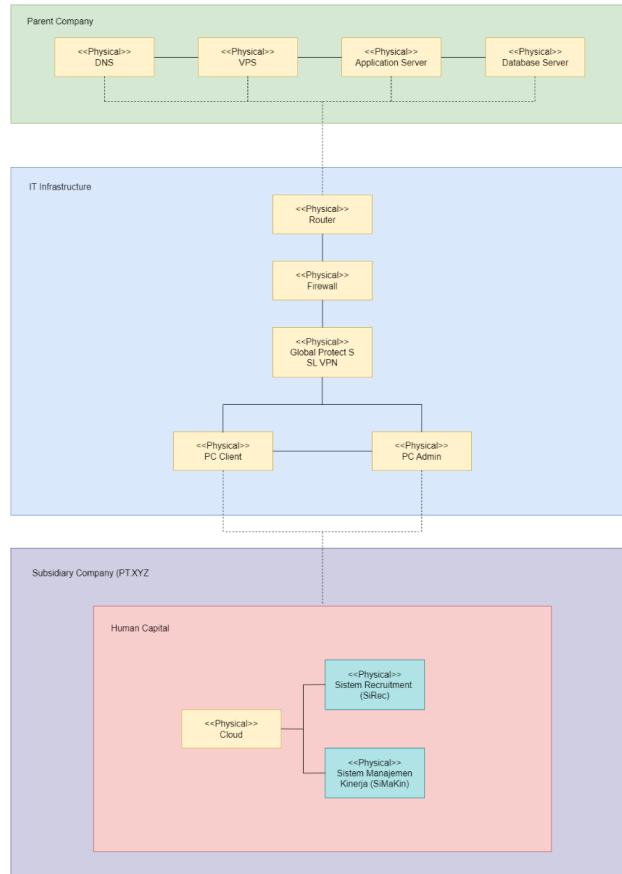 Parent Company
<<Physical>>
DNS
<<Physical>>
VPS
<<Physical>>
Application Server
<<Physical>>
Database Server
IT Infrastructure
<<Physical>>
Router
<<Physical>>
Firewall
<<Physical>>
Global Protect S
SL VPN
<<Physical>>
PC Client
<<Physical>>
PC Admin
Subsidiary Company (PT.XYZ
Human Capital
<<Physical>>
Cloud
<<Physical>>
Sistem Recruitment
(SiRec)
<<Physical>>
Sistem Manajemen
Kinerja (SiMaKin)